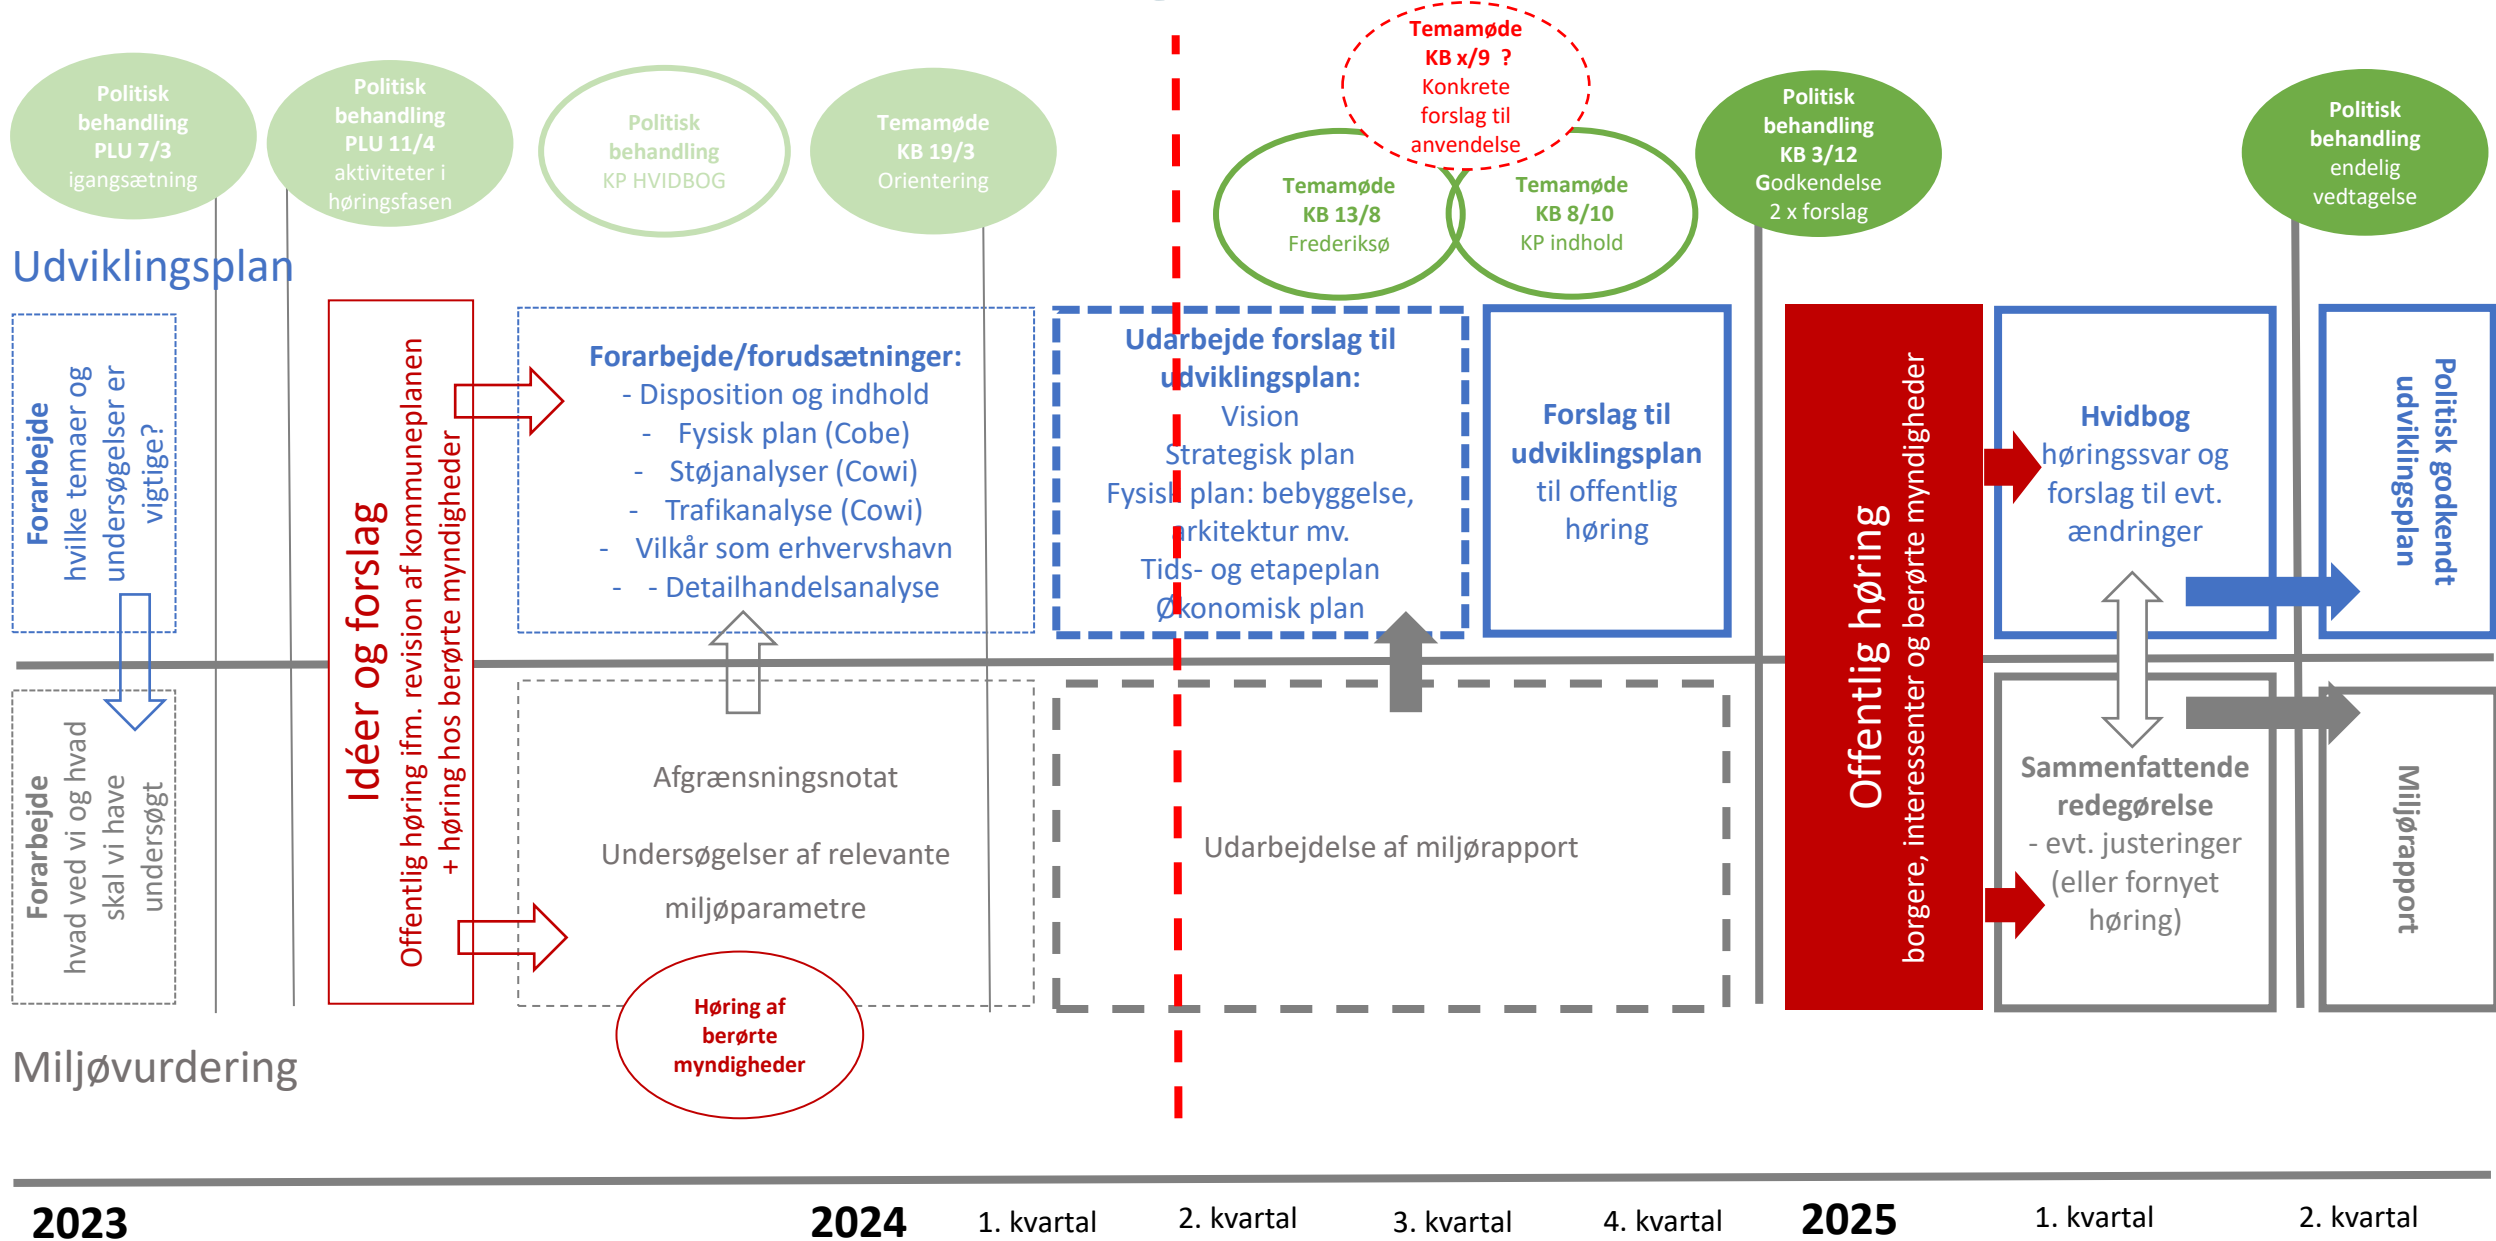 Politisk
behandling
PLU 7/3
igangsætning
Politisk
behandling
PLU 11/4
aktiviteter i
høringsfasen
Politisk
behandling
KP HVIDBOG
Temamøde
KB 19/3
Orientering
Temamøde
KB x/9 ?
Konkrete
forslag til
anvendelse
Temamøde
KB 13/8
Frederiksø
Temamøde
KB 8/10
KP indhold
Politisk
behandling
KB 3/12
Godkendelse
2 x forslag
Politisk
behandling
endelig
vedtagelse
Udviklingsplan
Forarbejde
hvilke temaer og
undersøgelser er
vigtige?
Idéer og forslag
Offentlig høring ifm. revision af kommuneplanen
+ høring hos berørte myndigheder
Forarbejde/forudsætninger:
- Disposition og indhold
- Fysisk plan (Cobe)
- Støjanalyser (Cowi)
- Trafikanalyse (Cowi)
- Vilkår som erhvervshavn
- - Detailhandelsanalyse
Udarbejde forslag til
udviklingsplan:
Vision
Strategisk plan
Fysisk plan: bebyggelse,
arkitektur mv.
Tids- og etapeplan
Økonomisk plan
Forslag til
udviklingsplan
til offentlig
høring
Offentlig høring
borgere, interessenter og berørte myndigheder
Hvidbog
høringssvar og
forslag til evt.
ændringer
Politisk godkendt
udviklingsplan
Forarbejde
hvad ved vi og hvad
skal vi have
undersøgt
Afgrænsningsnotat
Undersøgelser af relevante
miljøparametre
Høring af
berørte
myndigheder
Udarbejdelse af miljørapport
Sammenfattende
redegørelse
- evt. justeringer
(eller fornyet
høring)
Miljørapport
Miljøvurdering
2023
2024
1. kvartal
2. kvartal
3. kvartal
4. kvartal
2025
1. kvartal
2. kvartal